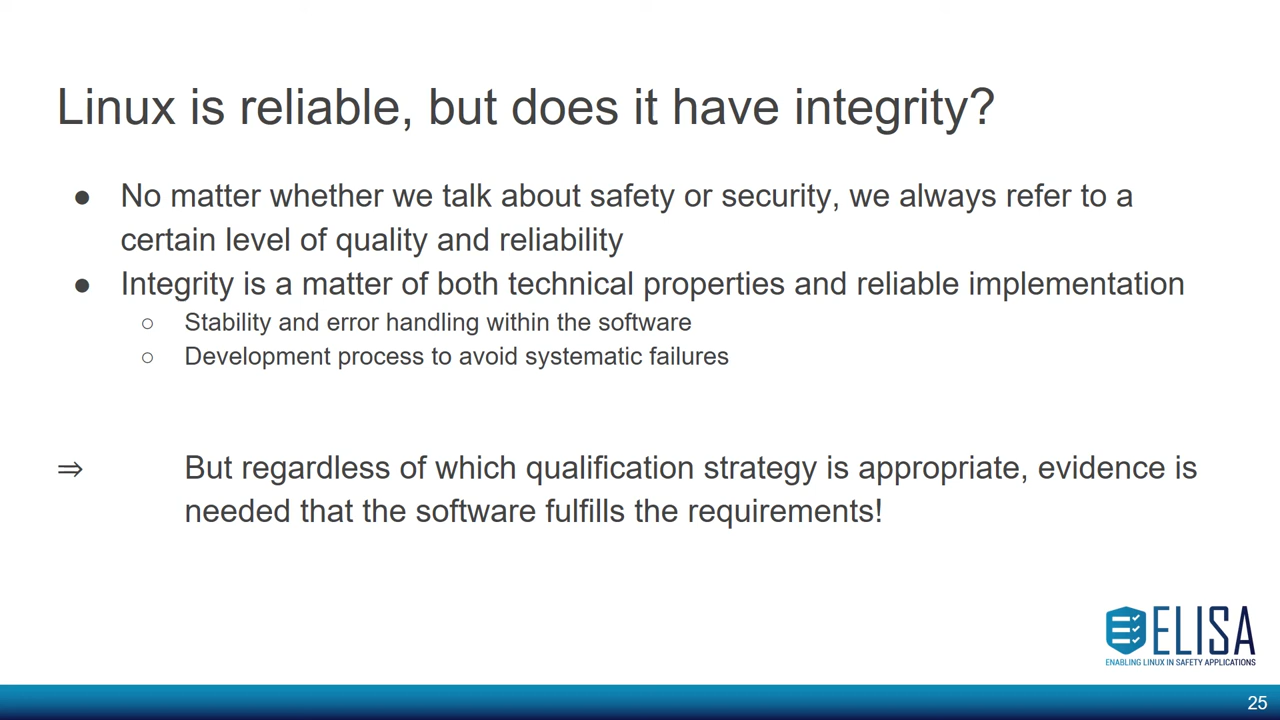 Linux is reliable, but does it have integrity?
● No matter whether we talk about safety or security, we always refer to a
certain level of quality and reliability
● Integrity is a matter of both technical properties and reliable implementation
○ Stability and error handling within the software
○ Development process to avoid systematic failures
⇒ But regardless of which qualification strategy is appropriate, evidence is
needed that the software fulfills the requirements!
ELISA
ENABLING LINUX IN SAFETY APPLICATIONS
25